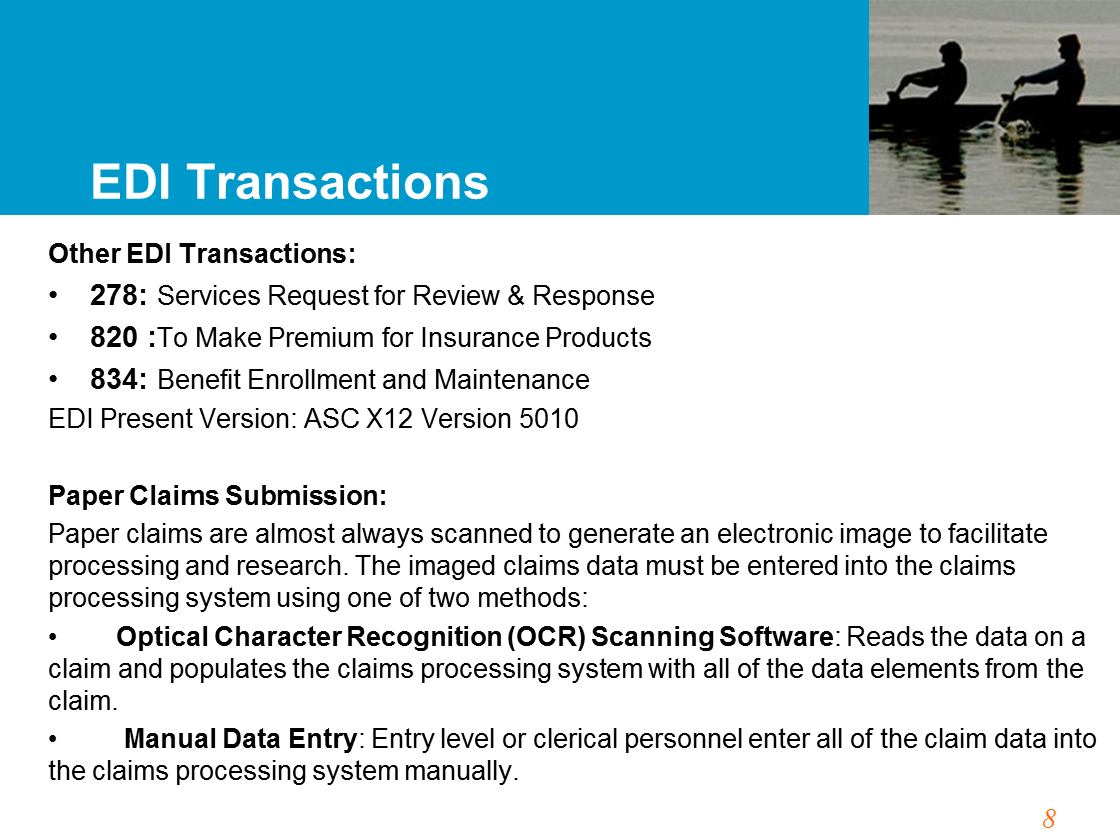 EDI Transactions
Other EDI Transactions:
• 278: Services Request for Review & Response
• 820 :To Make Premium for Insurance Products
• 834: Benefit Enrollment and Maintenance
EDI Present Version: ASC X12 Version 5010
Paper Claims Submission:
Paper claims are almost always scanned to generate an electronic image to facilitate
processing and research. The imaged claims data must be entered into the claims
processing system using one of two methods:
• Optical Character Recognition (OCR) Scanning Software: Reads the data on a
claim and populates the claims processing system with all of the data elements from the
claim.
• Manual Data Entry: Entry level or clerical personnel enter all of the claim data into
the claims processing system manually.
8